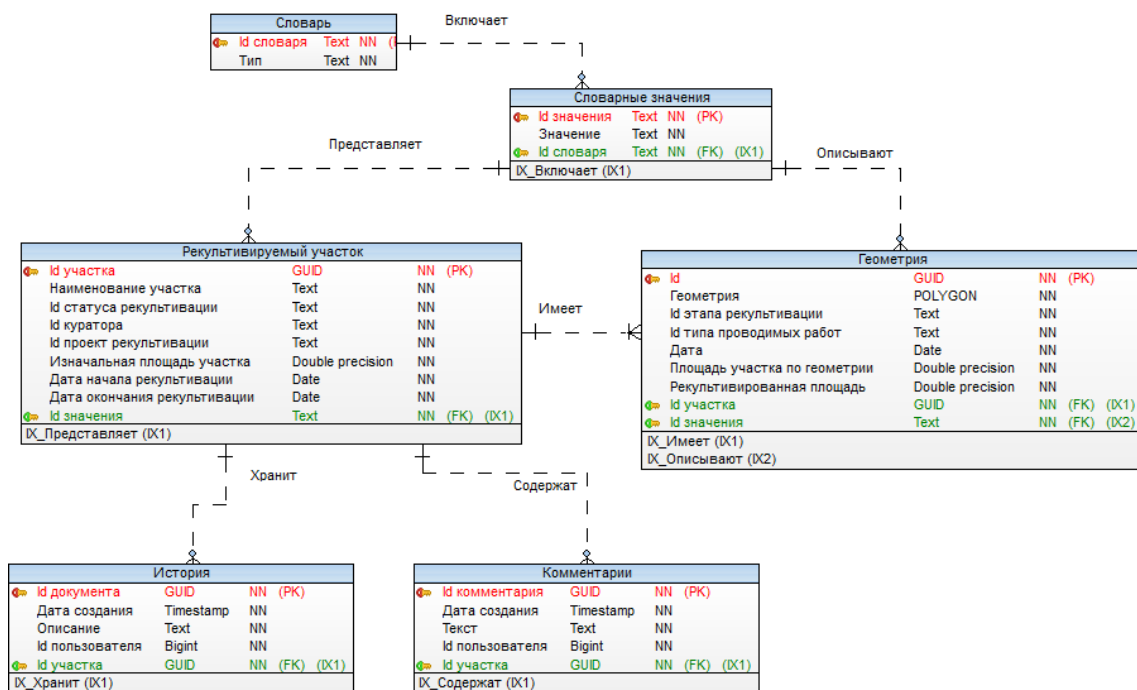 Включает
Словарь
Id словаря Text NN (
Тип Text NN
Словарные значения
Id значения Text NN (PK)
Значение Text NN
Id словаря Text NN (FK) (IX1)
IX_Включает (IX1)
Представляет
Описывают
Рекультивируемый участок
Id участка GUID NN (PK)
Наименование участка Text NN
Id статуса рекультивации Text NN
Id куратора Text NN
Id проект рекультивации Text NN
Изначальная площадь участка Double precision NN
Дата начала рекультивации Date NN
Дата окончания рекультивации Date NN
Id значения Text NN (FK) (IX1)
IX_Представляет (IX1)
Имеет
Геометрия
Id GUID NN (PK)
Геометрия POLYGON NN
Id этапа рекультивации Text NN
Id типа проводимых работ Text NN
Дата Date NN
Площадь участка по геометрии Double precision NN
Рекультивированная площадь Double precision NN
Id участка GUID NN (FK) (IX1)
Id значения Text NN (FK) (IX2)
IX_Имеет (IX1)
IX_Описывают (IX2)
Хранит
Содержат
История
Id документа GUID NN (PK)
Дата создания Timestamp NN
Описание Text NN
Id пользователя Bigint NN
Id участка GUID NN (FK) (IX1)
IX_Хранит (IX1)
Комментарии
Id комментария GUID NN (PK)
Дата создания Timestamp NN
Текст Text NN
Id пользователя Bigint NN
Id участка GUID NN (FK) (IX1)
IX_Содержат (IX1)